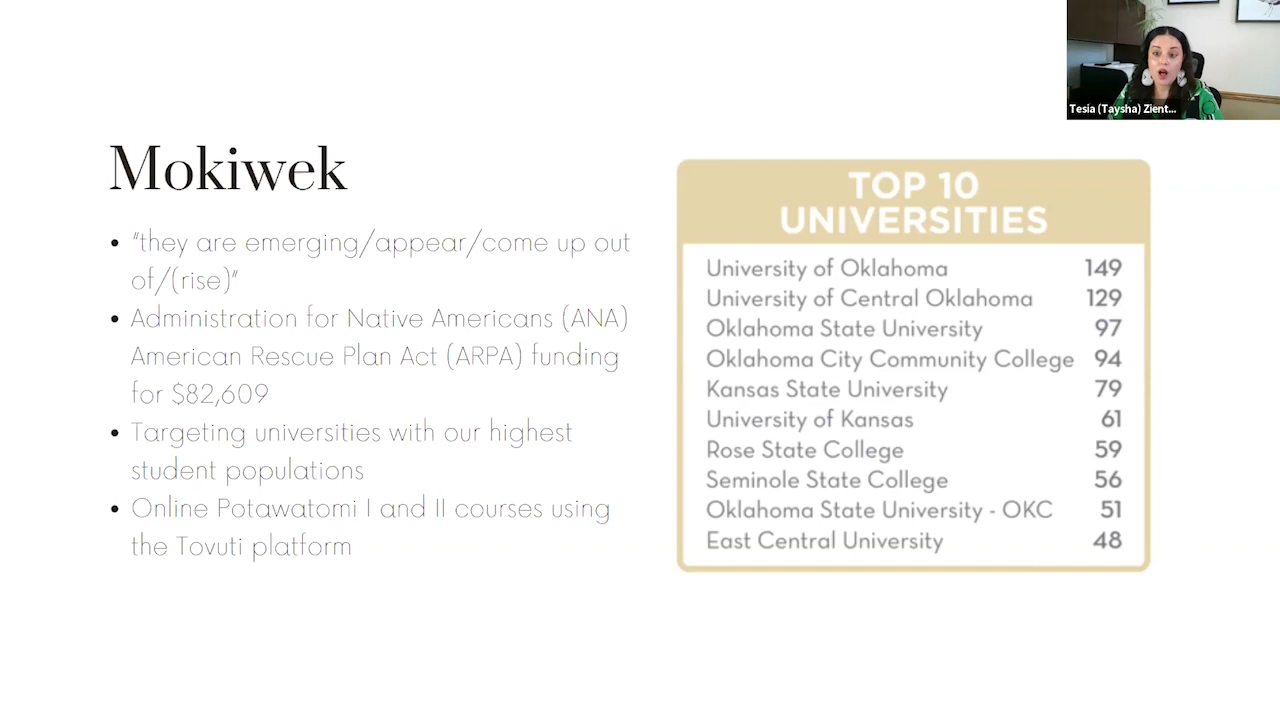 Tesia (Taysha) Zient...
Mokiwek
• "they are emerging/appear/come up out
of/(rise)"
• Administration for Native Americans (ANA)
American Rescue Plan Act (ARPA) funding
for $82,609
• Targeting universities with our highest
student populations
• Online Potawatomi I and II courses using
the Tovuti platform
TOP 10
UNIVERSITIES
University of Oklahoma 149
University of Central Oklahoma 129
Oklahoma State University 97
Oklahoma City Community College 94
Kansas State University 79
University of Kansas 61
Rose State College 59
Seminole State College 56
Oklahoma State University - OKC 51
East Central University 48